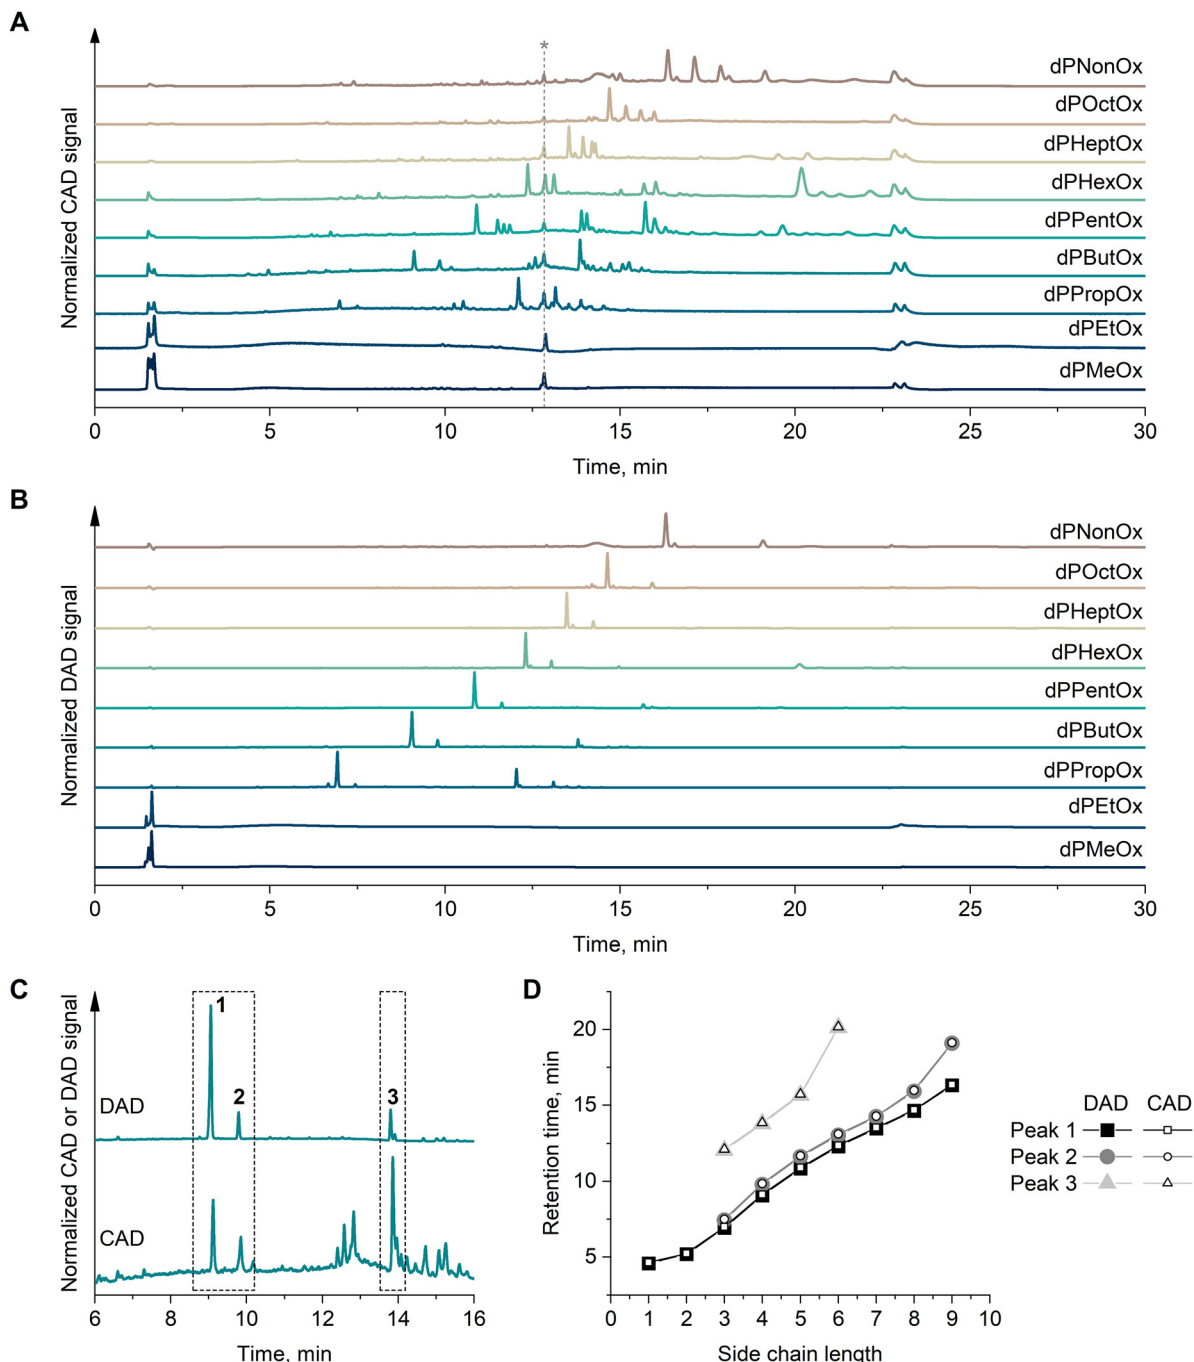 A
*
Normalized CAD signal
dPNonOx
dPOctOx
dPHeptOx
dPHexOx
dPPentOx
dPButOx
dPPropOx
dPEtOx
dPMeOx
0 5 10 15 20 25 30
Time, min
B
Normalized DAD signal
dPNonOx
dPOctOx
dPHeptOx
dPHexOx
dPPentOx
dPButOx
dPPropOx
dPEtOx
dPMeOx
0 5 10 15 20 25 30
Time, min
C
Normalized CAD or DAD signal
1
2
3
DAD
CAD
6 8 10 12 14 16
Time, min
D
Retention time, min
20
15
10
5
0 1 2 3 4 5 6 7 8 9 10
Side chain length
DAD CAD
Peak 1
Peak 2
Peak 3